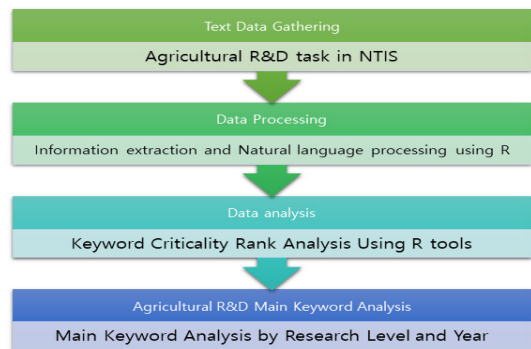 Text Data Gathering
Agricultural R&D task in NTIS
Data Processing
Information extraction and Natural language processing using R
Data analysis
Keyword Criticality Rank Analysis Using R tools
Agricultural R&D Main Keyword Analysis
Main Keyword Analysis by Research Level and Year